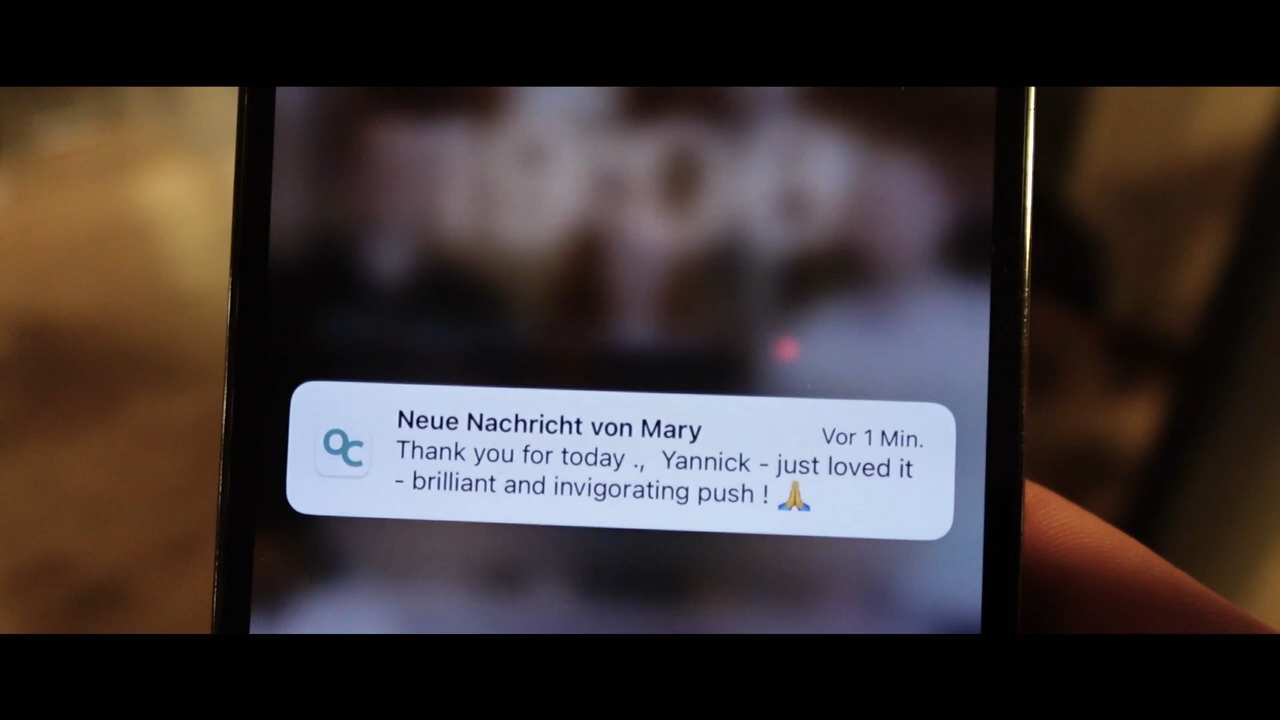 OC
Neue Nachricht von Mary
Vor 1 Min.
Thank you for today .,  Yannick - just loved it
- brilliant and invigorating push ! 🙏